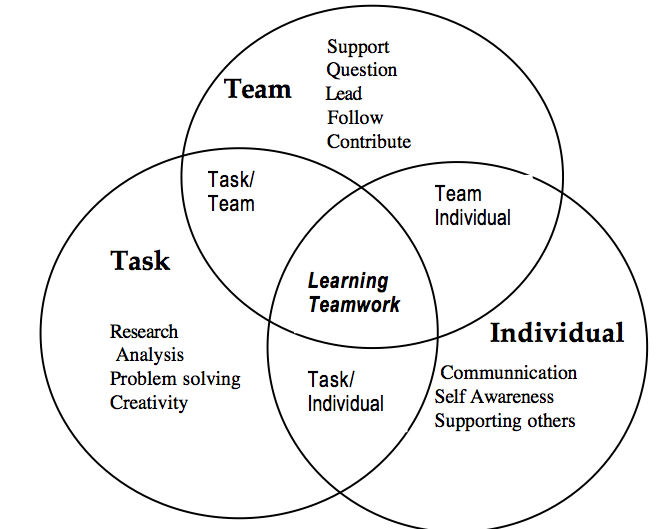 Team
Support
Question
Lead
Follow
Contribute
Task/
Team
Team
Individual
Task
Research
Analysis
Problem solving
Creativity
Learning
Teamwork
Task/
Individual
Individual
Communnication
Self Awareness
Supporting others